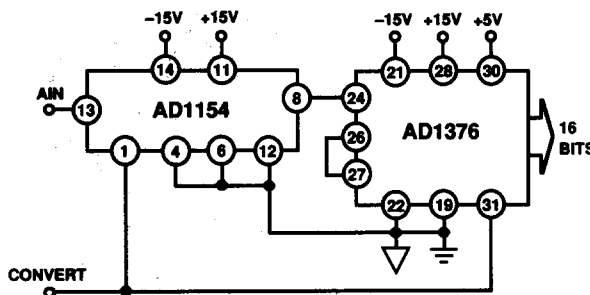 −15V +15V −15V +15V +5V
14 11 21 28 30
AIN 13 AD1154 8 24 AD1376 16 BITS
26
1 4 6 12 27
22 19 31
CONVERT